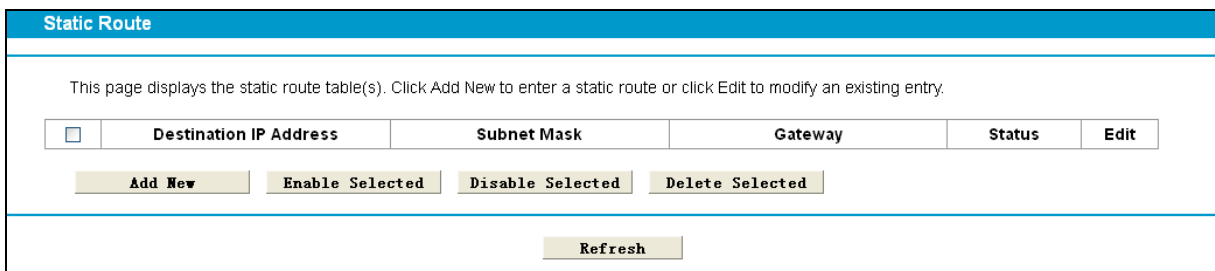 Static Route
This page displays the static route table(s). Click Add New to enter a static route or click Edit to modify an existing entry.
Destination IP Address Subnet Mask Gateway Status Edit
Add New Enable Selected Disable Selected Delete Selected
Refresh